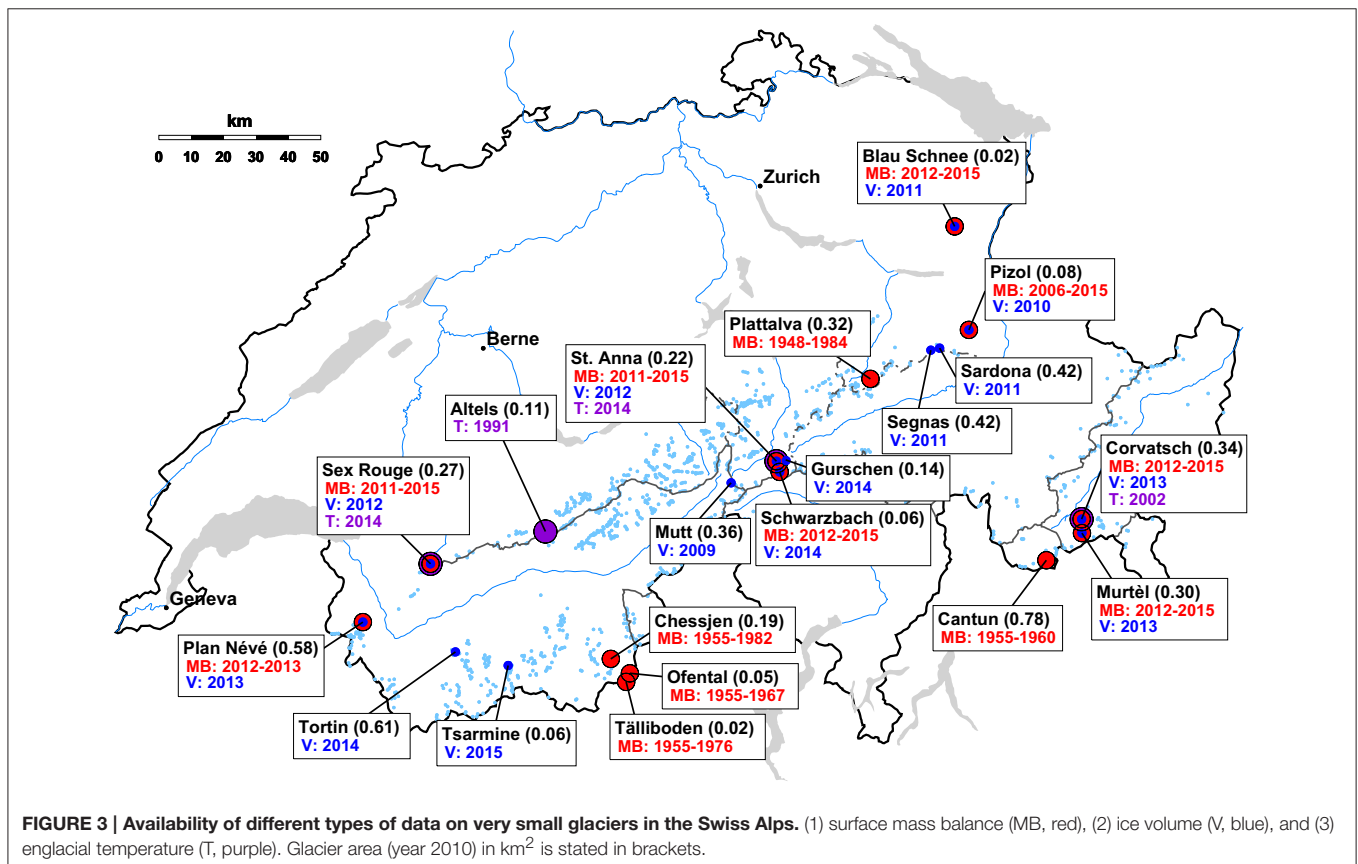 km
0 10 20 30 40 50
Zurich
Berne
Geneva
Blau Schnee (0.02)
MB: 2012-2015
V: 2011
Pizol (0.08)
MB: 2006-2015
V: 2010
Plattalva (0.32)
MB: 1948-1984
St. Anna (0.22)
MB: 2011-2015
V: 2012
T: 2014
Sardona (0.42)
V: 2011
Altels (0.11)
T: 1991
Segnas (0.42)
V: 2011
Corvatsch (0.34)
MB: 2012-2015
V: 2013
T: 2002
Sex Rouge (0.27)
MB: 2011-2015
V: 2012
T: 2014
Gurschen (0.14)
V: 2014
Mutt (0.36)
V: 2009
Schwarzbach (0.06)
MB: 2012-2015
V: 2014
Murtèl (0.30)
MB: 2012-2015
V: 2013
Cantun (0.78)
MB: 1955-1960
Chessjen (0.19)
MB: 1955-1982
Plan Névé (0.58)
MB: 2012-2013
V: 2013
Ofental (0.05)
MB: 1955-1967
Tortin (0.61)
V: 2014
Tsarmine (0.06)
V: 2015
Tälliboden (0.02)
MB: 1955-1976
FIGURE 3 | Availability of different types of data on very small glaciers in the Swiss Alps. (1) surface mass balance (MB, red), (2) ice volume (V, blue), and (3)
englacial temperature (T, purple). Glacier area (year 2010) in km² is stated in brackets.